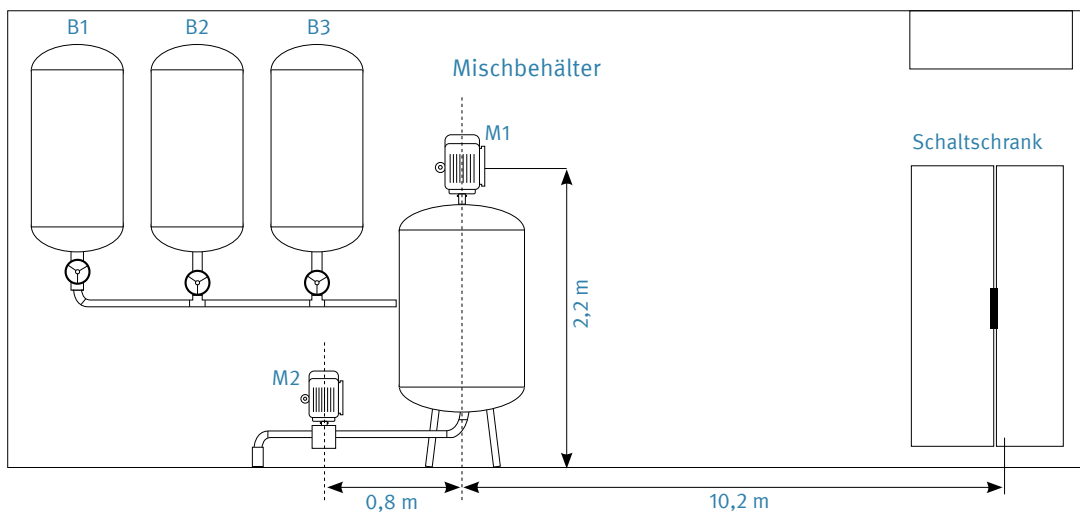 B1
B2
B3
Mischbehälter
M1
Schaltschrank
2,2 m
M2
0,8 m
10,2 m